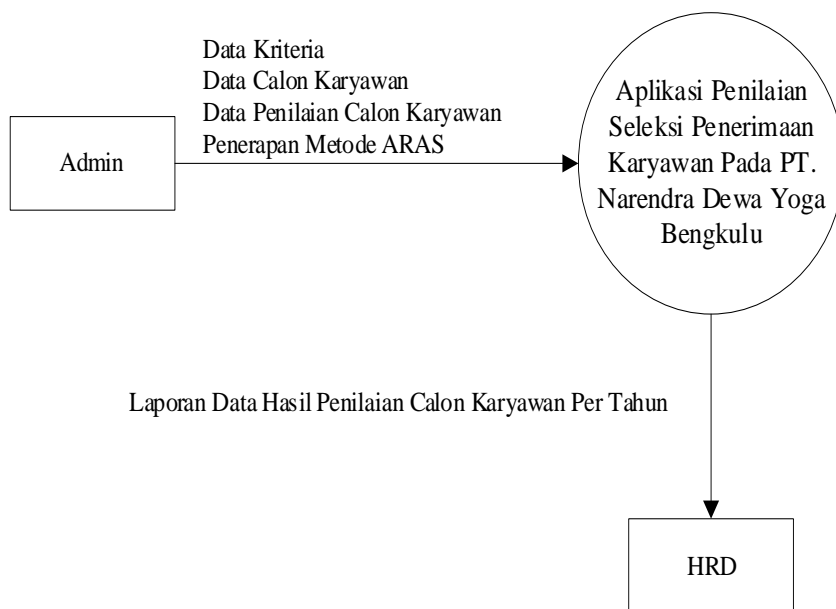 Data Kriteria
Data Calon Karyawan
Data Penilaian Calon Karyawan
Penerapan Metode ARAS
Admin
Aplikasi Penilaian
Seleksi Penerimaan
Karyawan Pada PT.
Narendra Dewa Yoga
Bengkulu
Laporan Data Hasil Penilaian Calon Karyawan Per Tahun
HRD